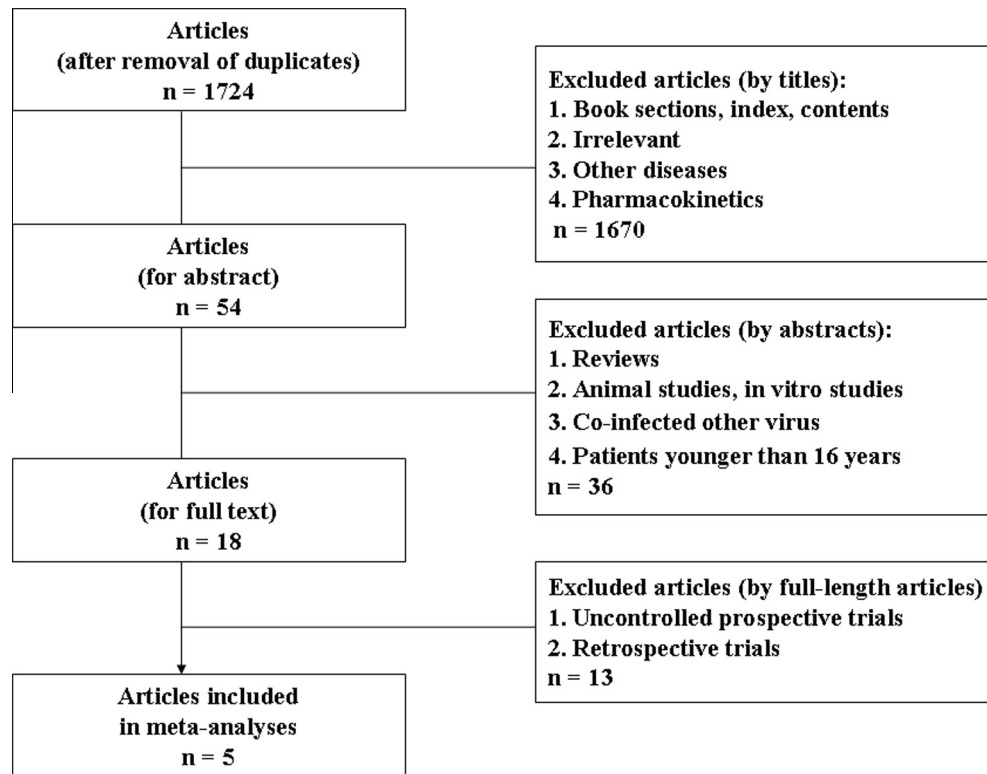 Articles
(after removal of duplicates)
n = 1724
Excluded articles (by titles):
1. Book sections, index, contents
2. Irrelevant
3. Other diseases
4. Pharmacokinetics
n = 1670
Articles
(for abstract)
n = 54
Excluded articles (by abstracts):
1. Reviews
2. Animal studies, in vitro studies
3. Co-infected other virus
4. Patients younger than 16 years
n = 36
Articles
(for full text)
n = 18
Excluded articles (by full-length articles)
1. Uncontrolled prospective trials
2. Retrospective trials
n = 13
Articles included
in meta-analyses
n = 5